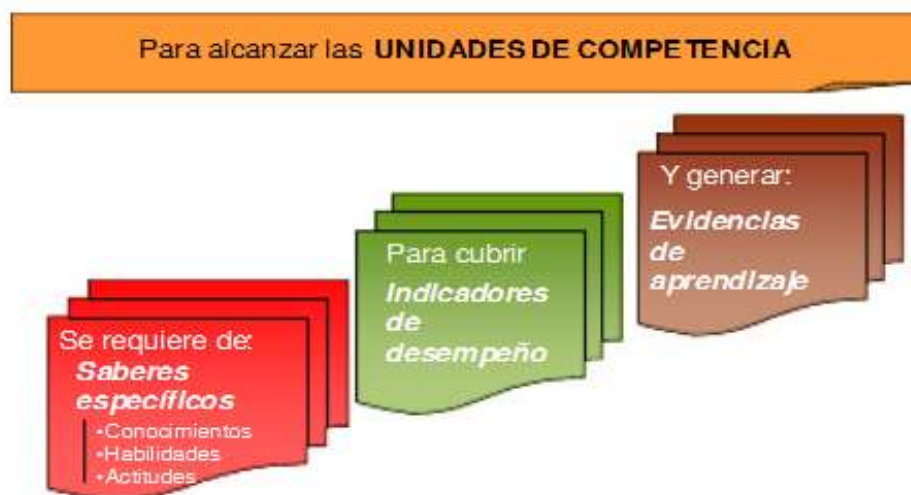 Para alcanzar las UNIDADES DE COMPETENCIA
Y generar:
Evidencias
de
aprendizaje
Para cubrir
Indicadores
de
desempeño
Se requiere de:
Saberes
específicos
•Conocimientos
•Habilidades
•Actitudes